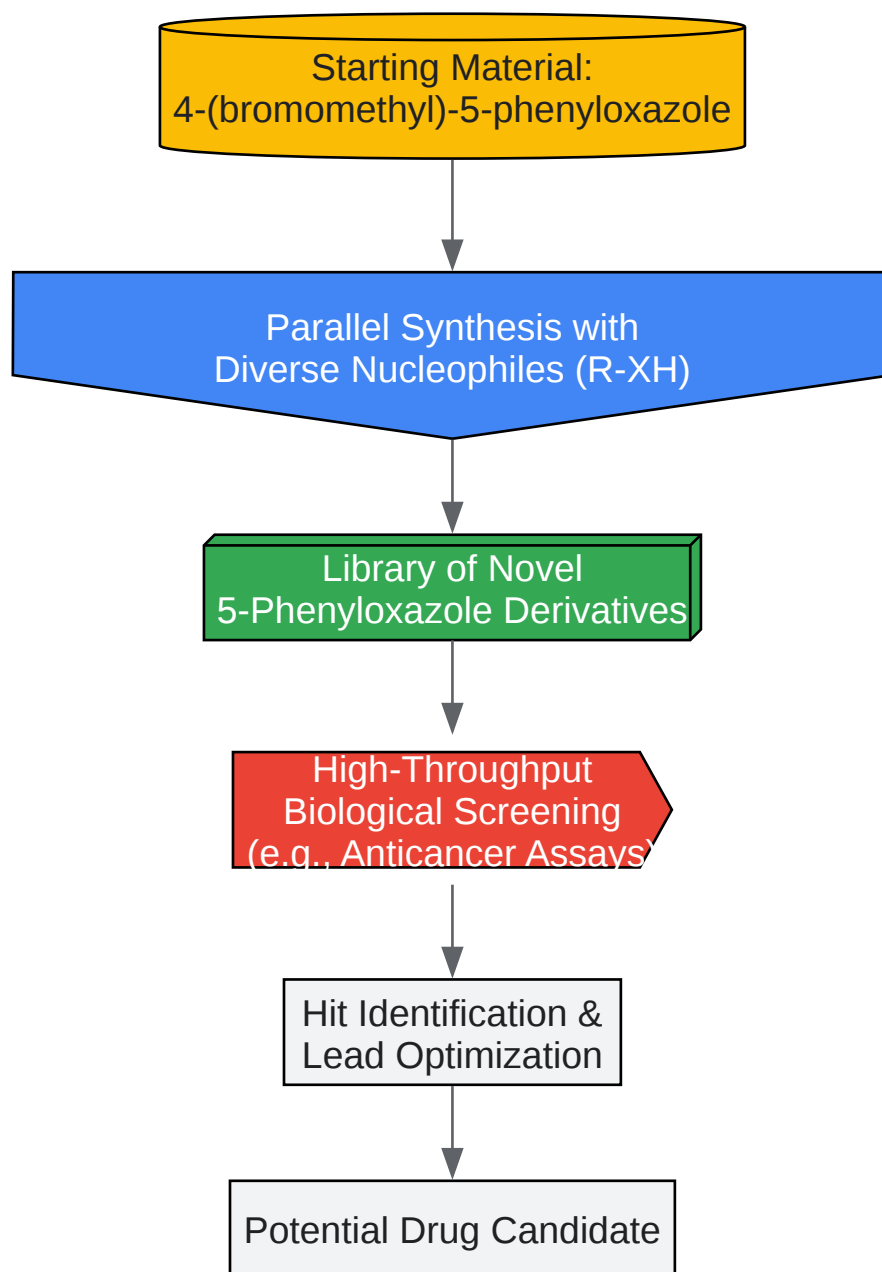 Starting Material:
4-(bromomethyl)-5-phenyloxazole
Parallel Synthesis with
Diverse Nucleophiles (R-XH)
Library of Novel
5-Phenyloxazole Derivatives
High-Throughput
Biological Screening
(e.g., Anticancer Assays)
Hit Identification &
Lead Optimization
Potential Drug Candidate